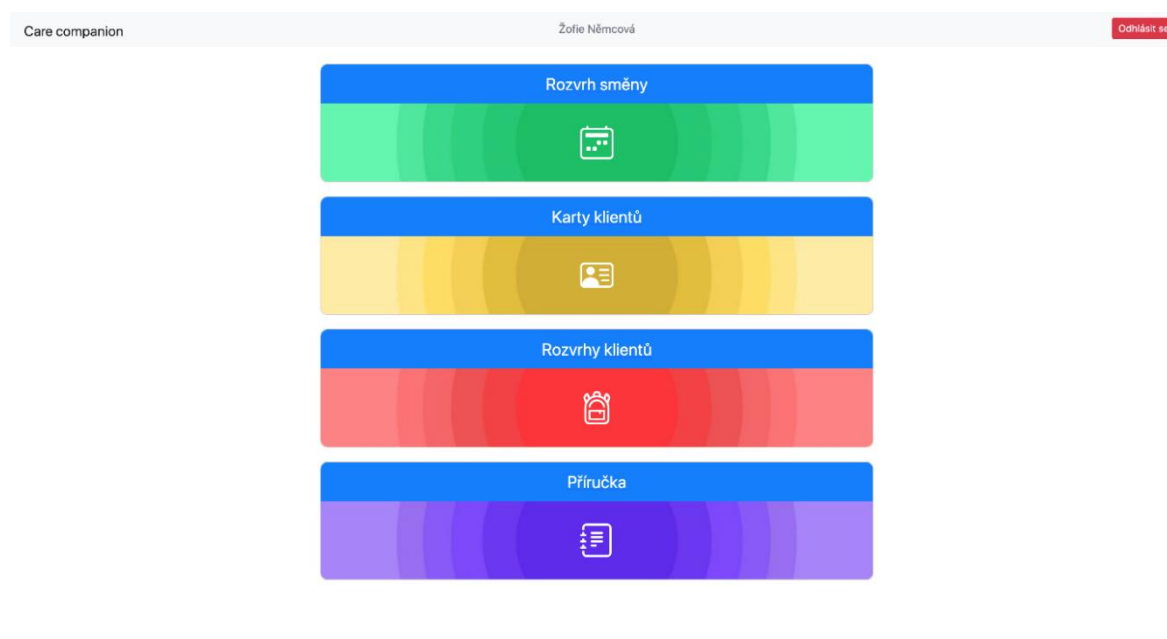 Care companion
Žofie Němcová
Odhlásit se
Rozvrh směny
Karty klientů
Rozvrhy klientů
Příručka